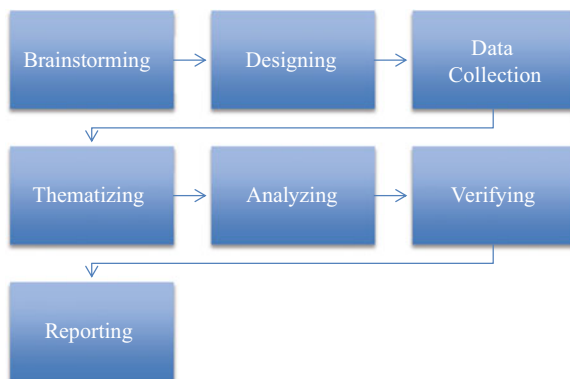 Brainstorming
Designing
Data
Collection
Thematizing
Analyzing
Verifying
Reporting